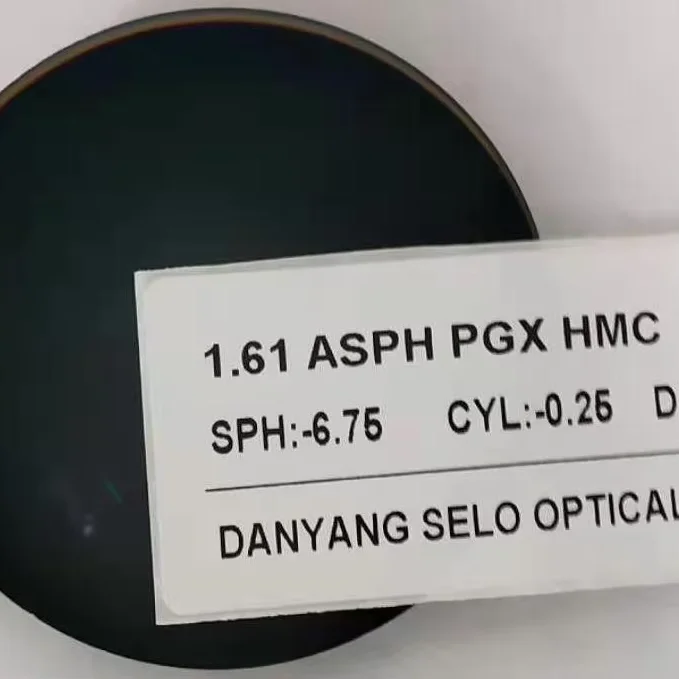 1.61 ASPH PGX HMC
SPH:-6.75 CYL:-0.25 D
DANYANG SELO OPTICAL